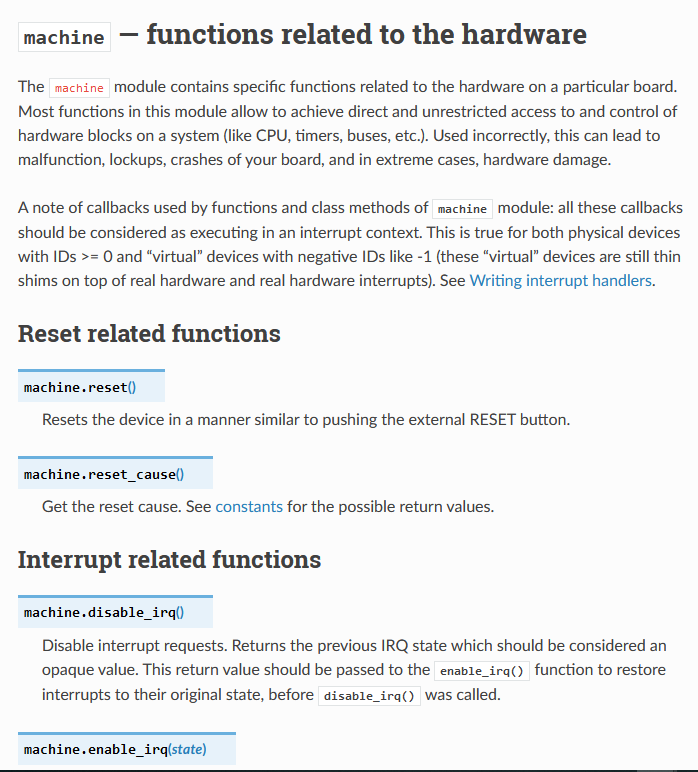 machine — functions related to the hardware
The machine module contains specific functions related to the hardware on a particular board.
Most functions in this module allow to achieve direct and unrestricted access to and control of
hardware blocks on a system (like CPU, timers, buses, etc.). Used incorrectly, this can lead to
malfunction, lockups, crashes of your board, and in extreme cases, hardware damage.
A note of callbacks used by functions and class methods of machine module: all these callbacks
should be considered as executing in an interrupt context. This is true for both physical devices
with IDs >= 0 and “virtual” devices with negative IDs like -1 (these “virtual” devices are still thin
shims on top of real hardware and real hardware interrupts). See Writing interrupt handlers.
Reset related functions
machine.reset()
Resets the device in a manner similar to pushing the external RESET button.
machine.reset_cause()
Get the reset cause. See constants for the possible return values.
Interrupt related functions
machine.disable_irq()
Disable interrupt requests. Returns the previous IRQ state which should be considered an
opaque value. This return value should be passed to the enable_irq() function to restore
interrupts to their original state, before disable_irq() was called.
machine.enable_irq(state)